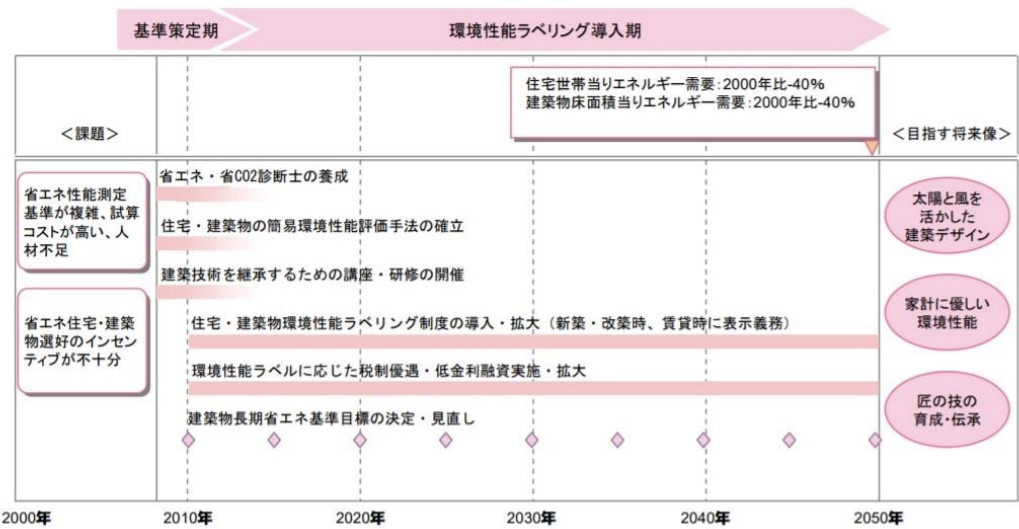 基準策定期
環境性能ラベリング導入期
住宅世帯当りエネルギー需要：2000年比-40%
建築物床面積当りエネルギー需要：2000年比-40%
＜課題＞
＜目指す将来像＞
省エネ性能測定
基準が複雑、試算
コストが高い、人
材不足
省エネ住宅・建築
物選好のインセン
ティブが不十分
省エネ・省CO2診断士の養成
住宅・建築物の簡易環境性能評価手法の確立
建築技術を継承するための講座・研修の開催
住宅・建築物環境性能ラベリング制度の導入・拡大（新築・改築時、賃貸時に表示義務）
環境性能ラベルに応じた税制優遇・低金利融資実施・拡大
建築物長期省エネ基準目標の決定・見直し
太陽と風を
活かした
建築デザイン
家計に優しい
環境性能
匠の技の
育成・伝承
2000年
2010年
2020年
2030年
2040年
2050年